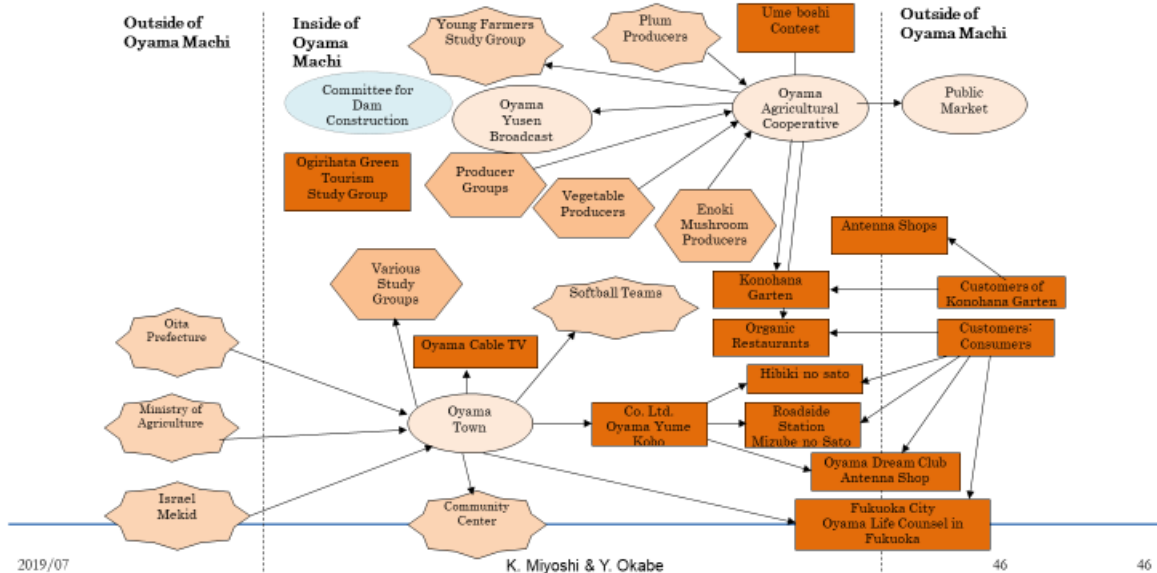 Outside of
Oyama Machi
Inside of
Oyama
Machi
Young Farmers
Study Group
Plum
Producers
Ume boshi
Contest
Outside of
Oyama Machi
Committee for
Dam
Construction
Oyama
Yusen
Broadcast
Oyama
Agricultural
Cooperative
Public
Market
Ogirihata Green
Tourism
Study Group
Producer
Groups
Vegetable
Producers
Enoki
Mushroom
Producers
Antenna Shops
Various
Study
Groups
Softball Teams
Konohana
Garten
Customers of
Konohana Garten
Oita
Prefecture
Oyama Cable TV
Organic
Restaurants
Customers:
Consumers
Hibiki no sato
Ministry of
Agriculture
Oyama
Town
Co. Ltd.
Oyama Yume
Kobo
Roadside
Station
Mizube no Sato
Oyama Dream Club
Antenna Shop
Israel
Mekid
Community
Center
Fukuoka City
Oyama Life Counsel in
Fukuoka
2019/07
K. Miyoshi & Y. Okabe
46
46